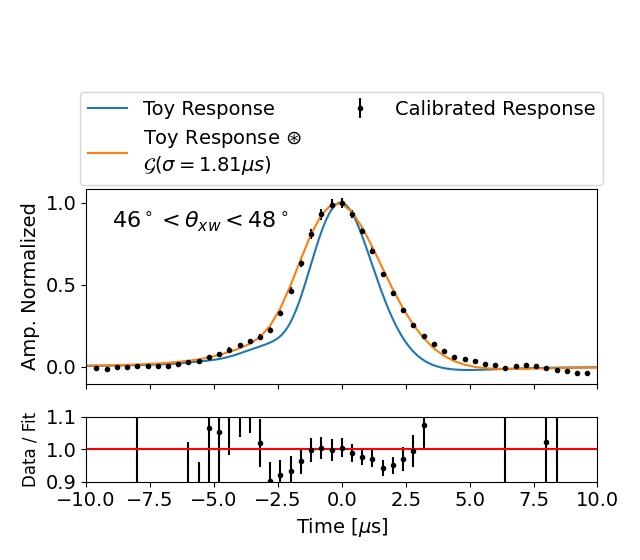 Toy Response
Calibrated Response
Toy Response ⊛
𝒢(σ = 1.81μs)
46° < θxw < 48°
1.0
0.5
0.0
Amp. Normalized
1.1
1.0
0.9
Data / Fit
−10.0 −7.5 −5.0 −2.5 0.0 2.5 5.0 7.5 10.0
Time [μs]